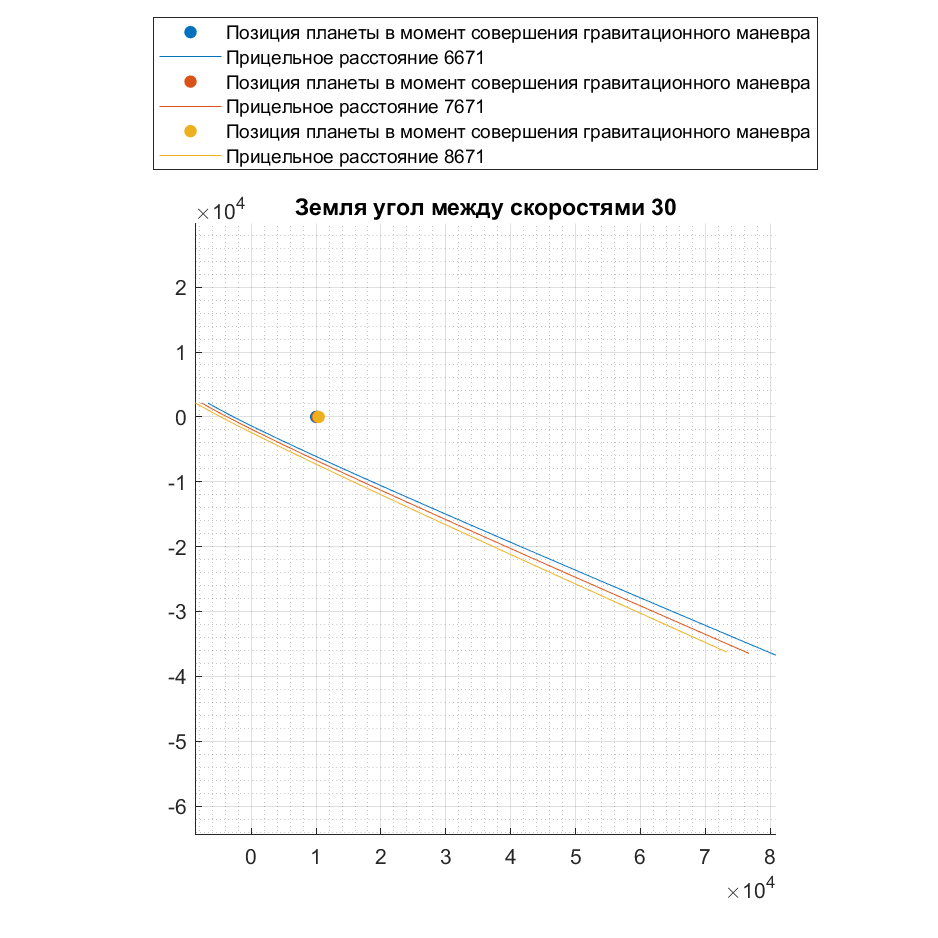 Позиция планеты в момент совершения гравитационного маневра
Прицельное расстояние 6671
Позиция планеты в момент совершения гравитационного маневра
Прицельное расстояние 7671
Позиция планеты в момент совершения гравитационного маневра
Прицельное расстояние 8671
×10⁴
Земля угол между скоростями 30
2
1
0
-1
-2
-3
-4
-5
-6
0 1 2 3 4 5 6 7 8
×10⁴